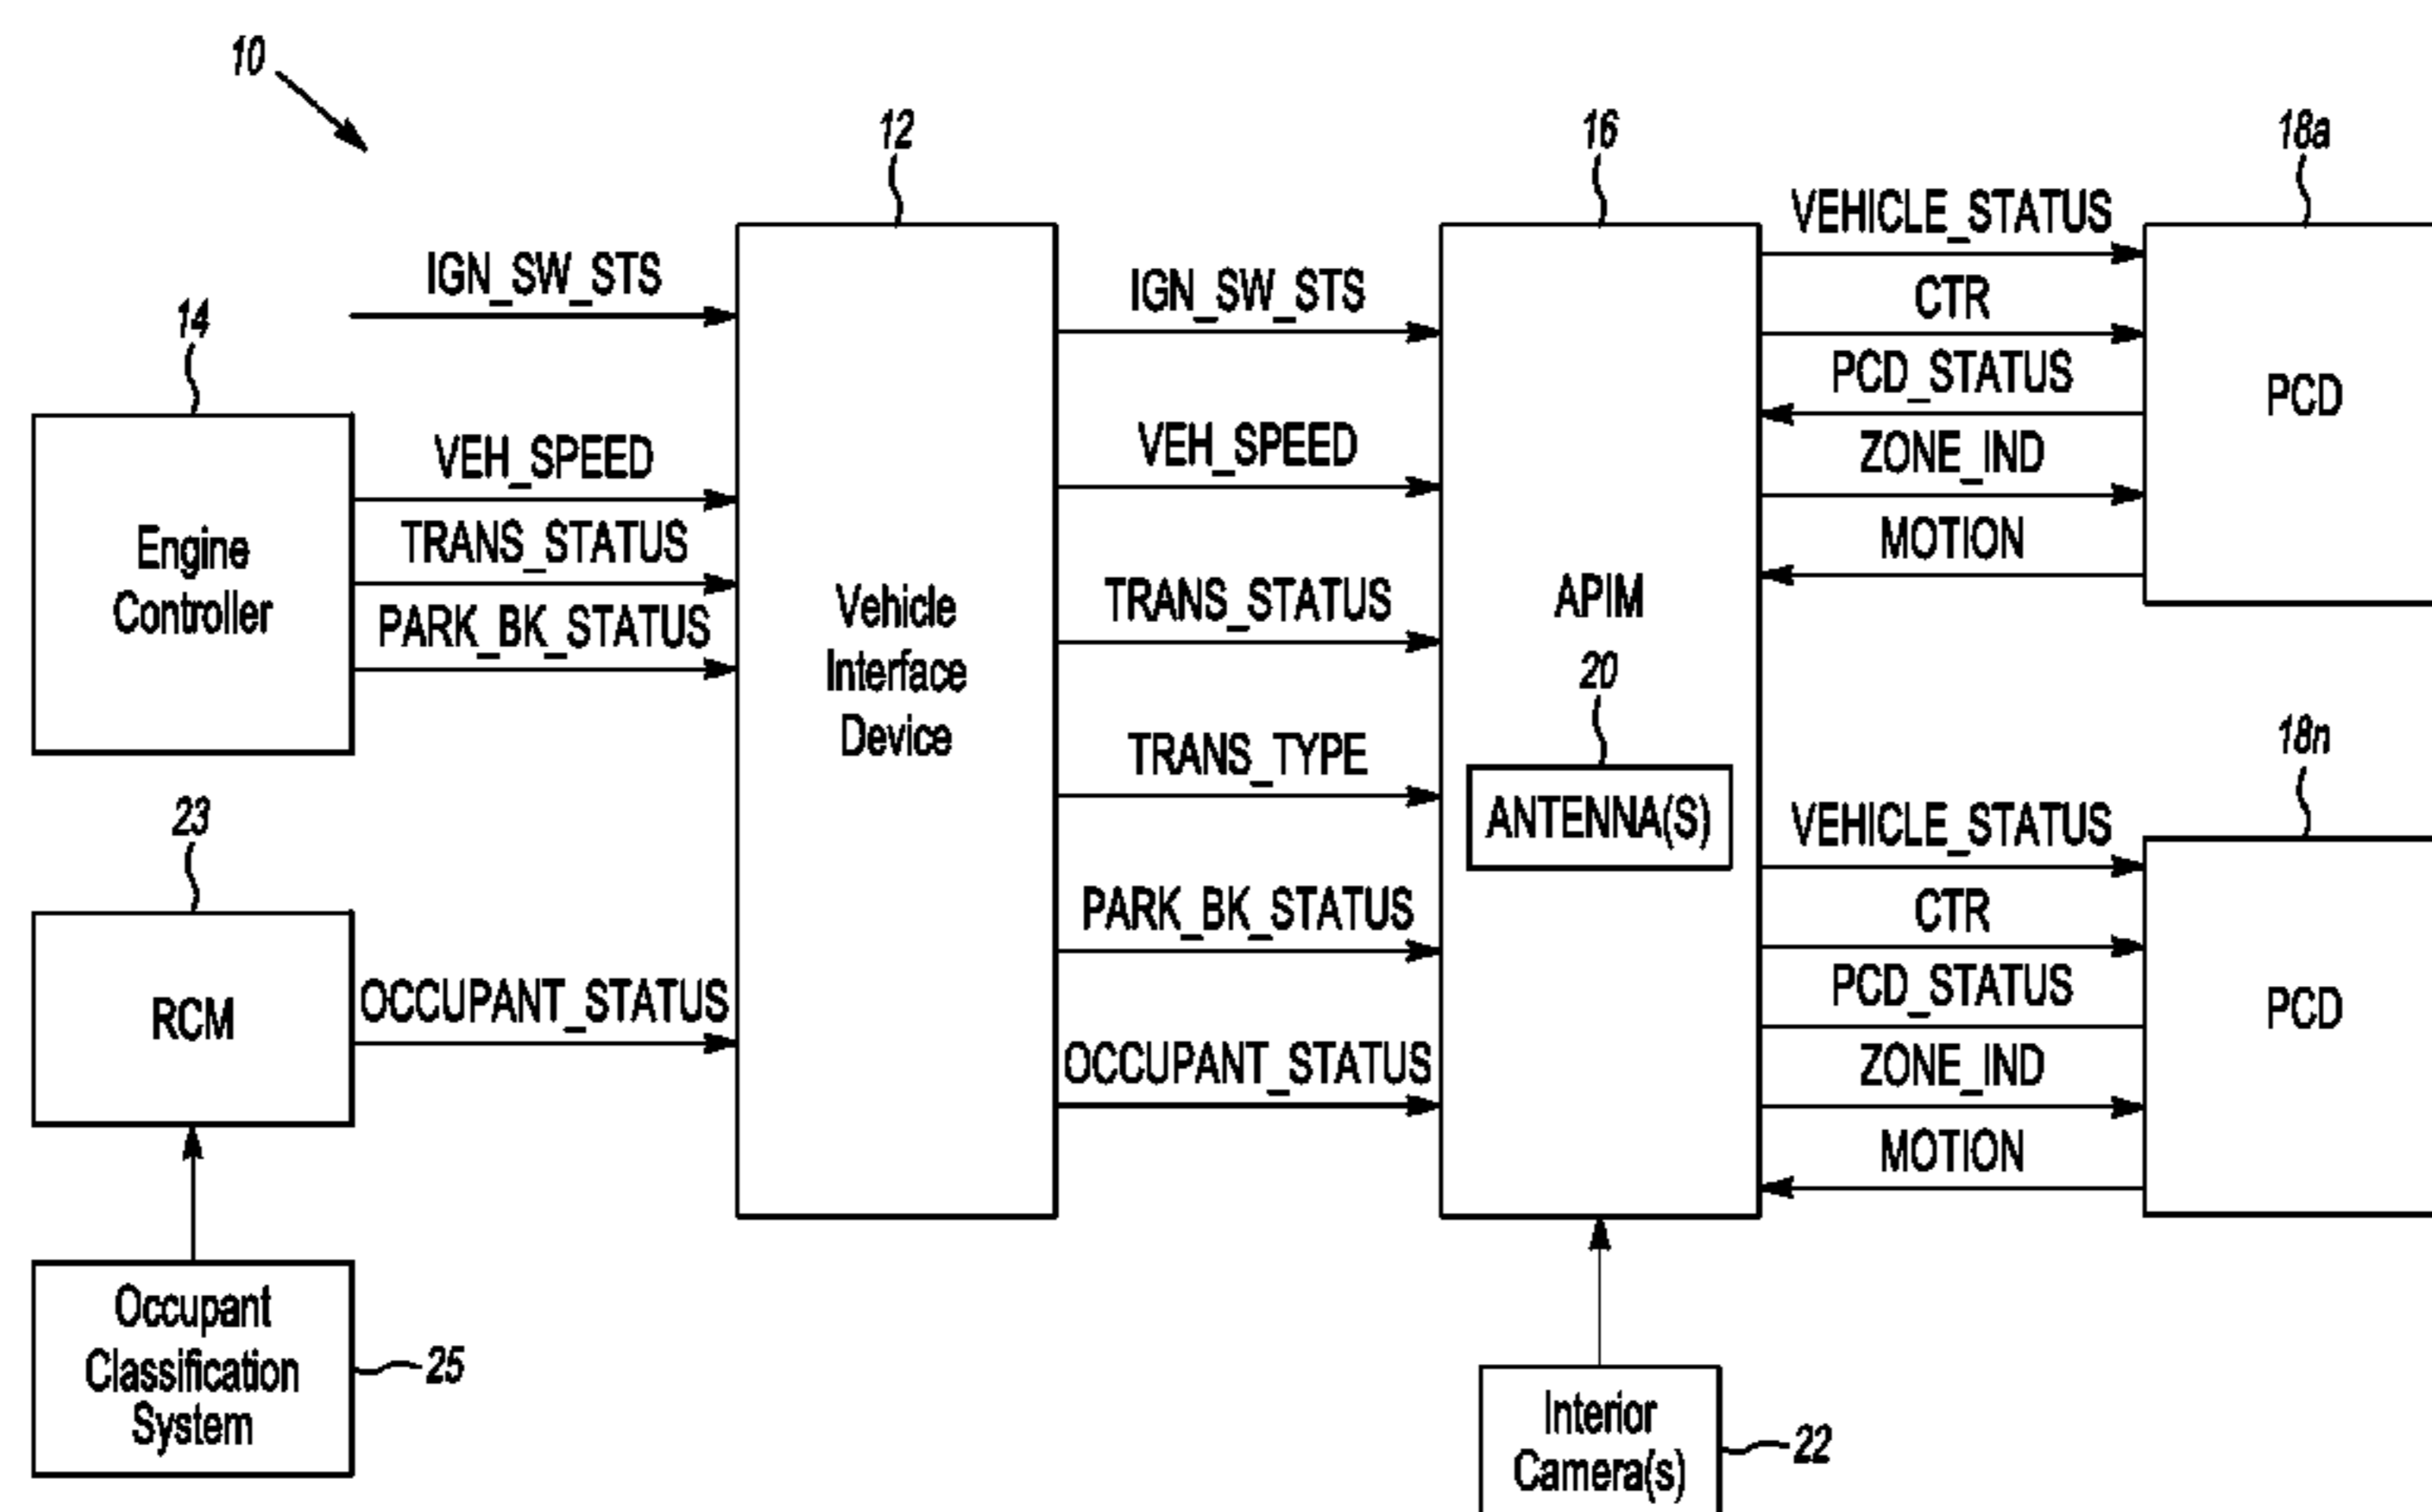 10
12
16
18a
IGN_SW_STS
14
Engine
Controller
VEH_SPEED
TRANS_STATUS
PARK_BK_STATUS
23
RCM
OCCUPANT_STATUS
Occupant
Classification
System
25
Vehicle
Interface
Device
IGN_SW_STS
VEH_SPEED
TRANS_STATUS
TRANS_TYPE
PARK_BK_STATUS
OCCUPANT_STATUS
APIM
20
ANTENNA(S)
Interior
Camera(s)
22
VEHICLE_STATUS
CTR
PCD_STATUS
ZONE_IND
MOTION
PCD
18n
VEHICLE_STATUS
CTR
PCD_STATUS
ZONE_IND
MOTION
PCD